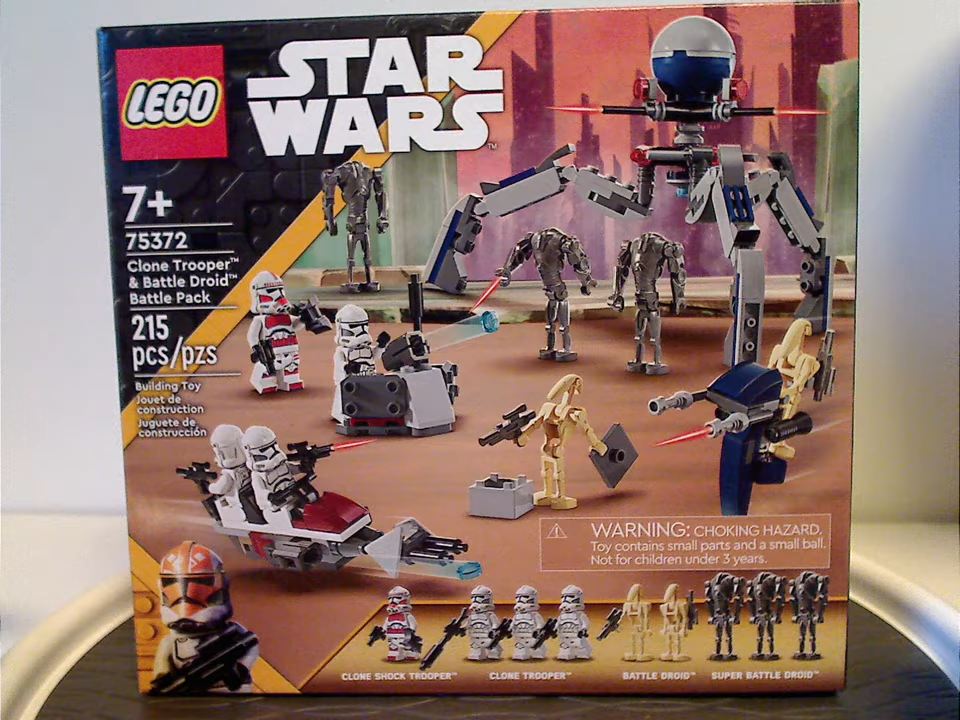 LEGO
STAR
WARS™
7+
75372
Clone Trooper™
& Battle Droid™
Battle Pack
215
pcs/pzs
Building Toy
Jouet de
construction
Juguete de
construcción
WARNING: CHOKING HAZARD.
Toy contains small parts and a small ball.
Not for children under 3 years.
CLONE SHOCK TROOPER™ CLONE TROOPER™ BATTLE DROID™ SUPER BATTLE DROID™